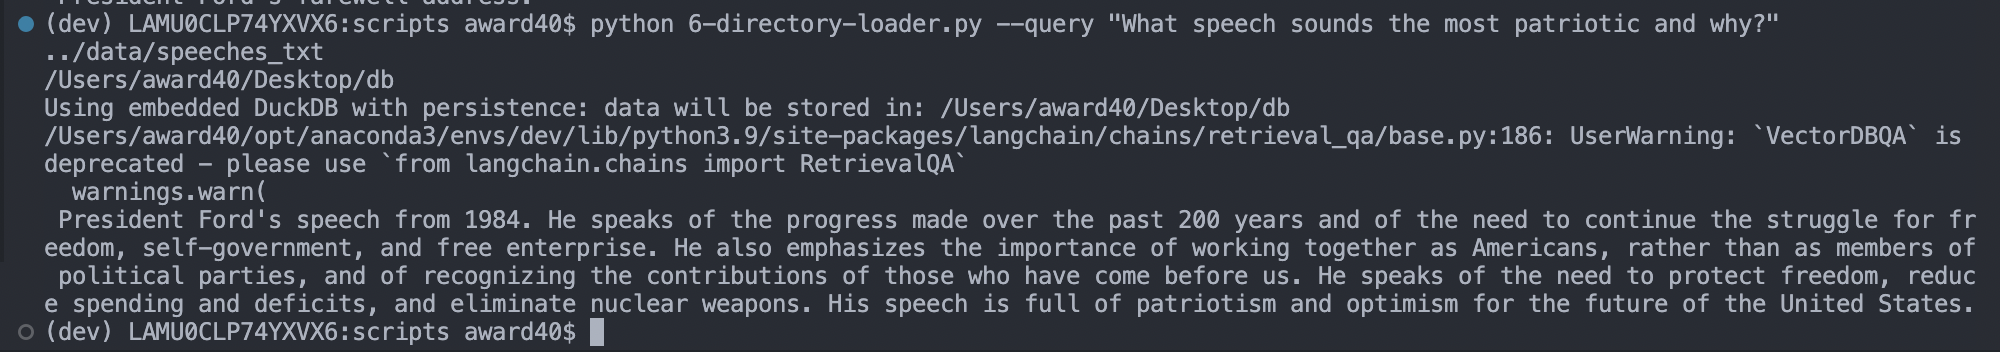 President Ford's farewell address.
(dev) LAMU0CLP74YXVX6:scripts award40$ python 6-directory-loader.py --query "What speech sounds the most patriotic and why?"
../data/speeches_txt
/Users/award40/Desktop/db
Using embedded DuckDB with persistence: data will be stored in: /Users/award40/Desktop/db
/Users/award40/opt/anaconda3/envs/dev/lib/python3.9/site-packages/langchain/chains/retrieval_qa/base.py:186: UserWarning: `VectorDBQA` is
deprecated - please use `from langchain.chains import RetrievalQA`
  warnings.warn(
 President Ford's speech from 1984. He speaks of the progress made over the past 200 years and of the need to continue the struggle for fr
eedom, self-government, and free enterprise. He also emphasizes the importance of working together as Americans, rather than as members of
 political parties, and of recognizing the contributions of those who have come before us. He speaks of the need to protect freedom, reduc
e spending and deficits, and eliminate nuclear weapons. His speech is full of patriotism and optimism for the future of the United States.
(dev) LAMU0CLP74YXVX6:scripts award40$